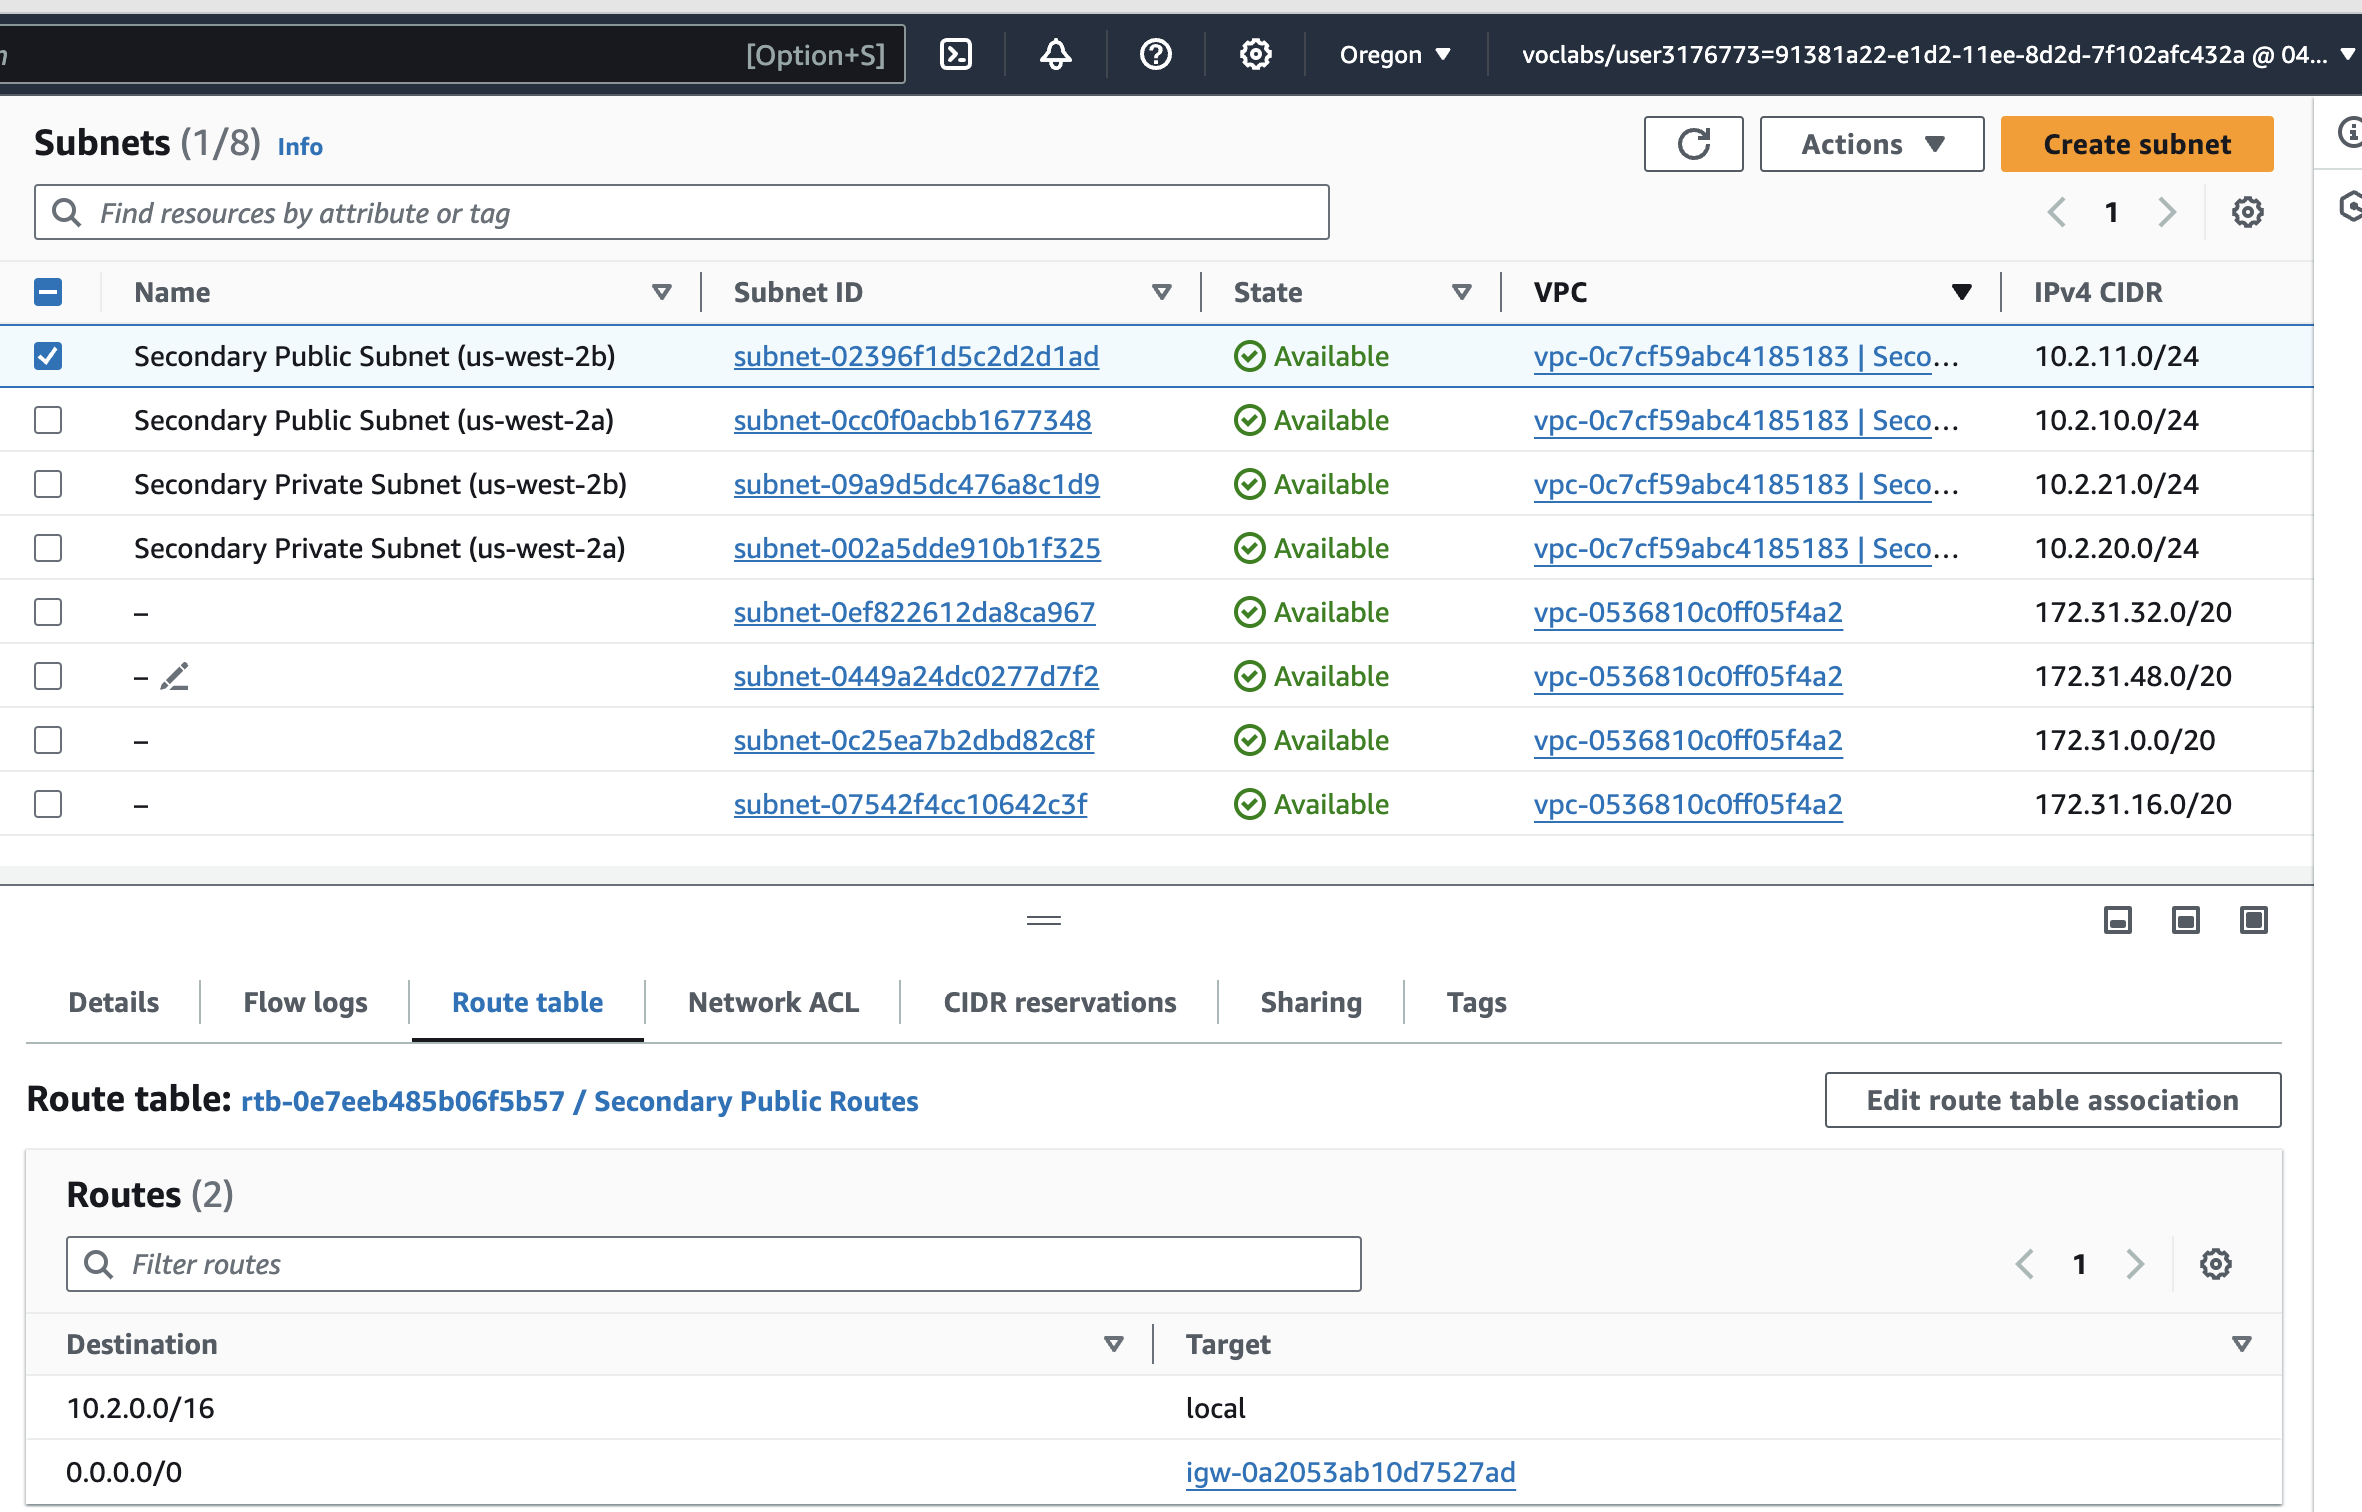 [Option+S] Oregon voclabs/user3176773=91381a22-e1d2-11ee-8d2d-7f102afc432a @ 04...
Subnets (1/8) Info Actions Create subnet
Find resources by attribute or tag 1
Name Subnet ID State VPC IPv4 CIDR
Secondary Public Subnet (us-west-2b) subnet-02396f1d5c2d2d1ad Available vpc-0c7cf59abc4185183 | Seco... 10.2.11.0/24
Secondary Public Subnet (us-west-2a) subnet-0cc0f0acbb1677348 Available vpc-0c7cf59abc4185183 | Seco... 10.2.10.0/24
Secondary Private Subnet (us-west-2b) subnet-09a9d5dc476a8c1d9 Available vpc-0c7cf59abc4185183 | Seco... 10.2.21.0/24
Secondary Private Subnet (us-west-2a) subnet-002a5dde910b1f325 Available vpc-0c7cf59abc4185183 | Seco... 10.2.20.0/24
– subnet-0ef822612da8ca967 Available vpc-0536810c0ff05f4a2 172.31.32.0/20
– subnet-0449a24dc0277d7f2 Available vpc-0536810c0ff05f4a2 172.31.48.0/20
– subnet-0c25ea7b2dbd82c8f Available vpc-0536810c0ff05f4a2 172.31.0.0/20
– subnet-07542f4cc10642c3f Available vpc-0536810c0ff05f4a2 172.31.16.0/20
Details Flow logs Route table Network ACL CIDR reservations Sharing Tags
Route table: rtb-0e7eeb485b06f5b57 / Secondary Public Routes Edit route table association
Routes (2)
Filter routes 1
Destination Target
10.2.0.0/16 local
0.0.0.0/0 igw-0a2053ab10d7527ad